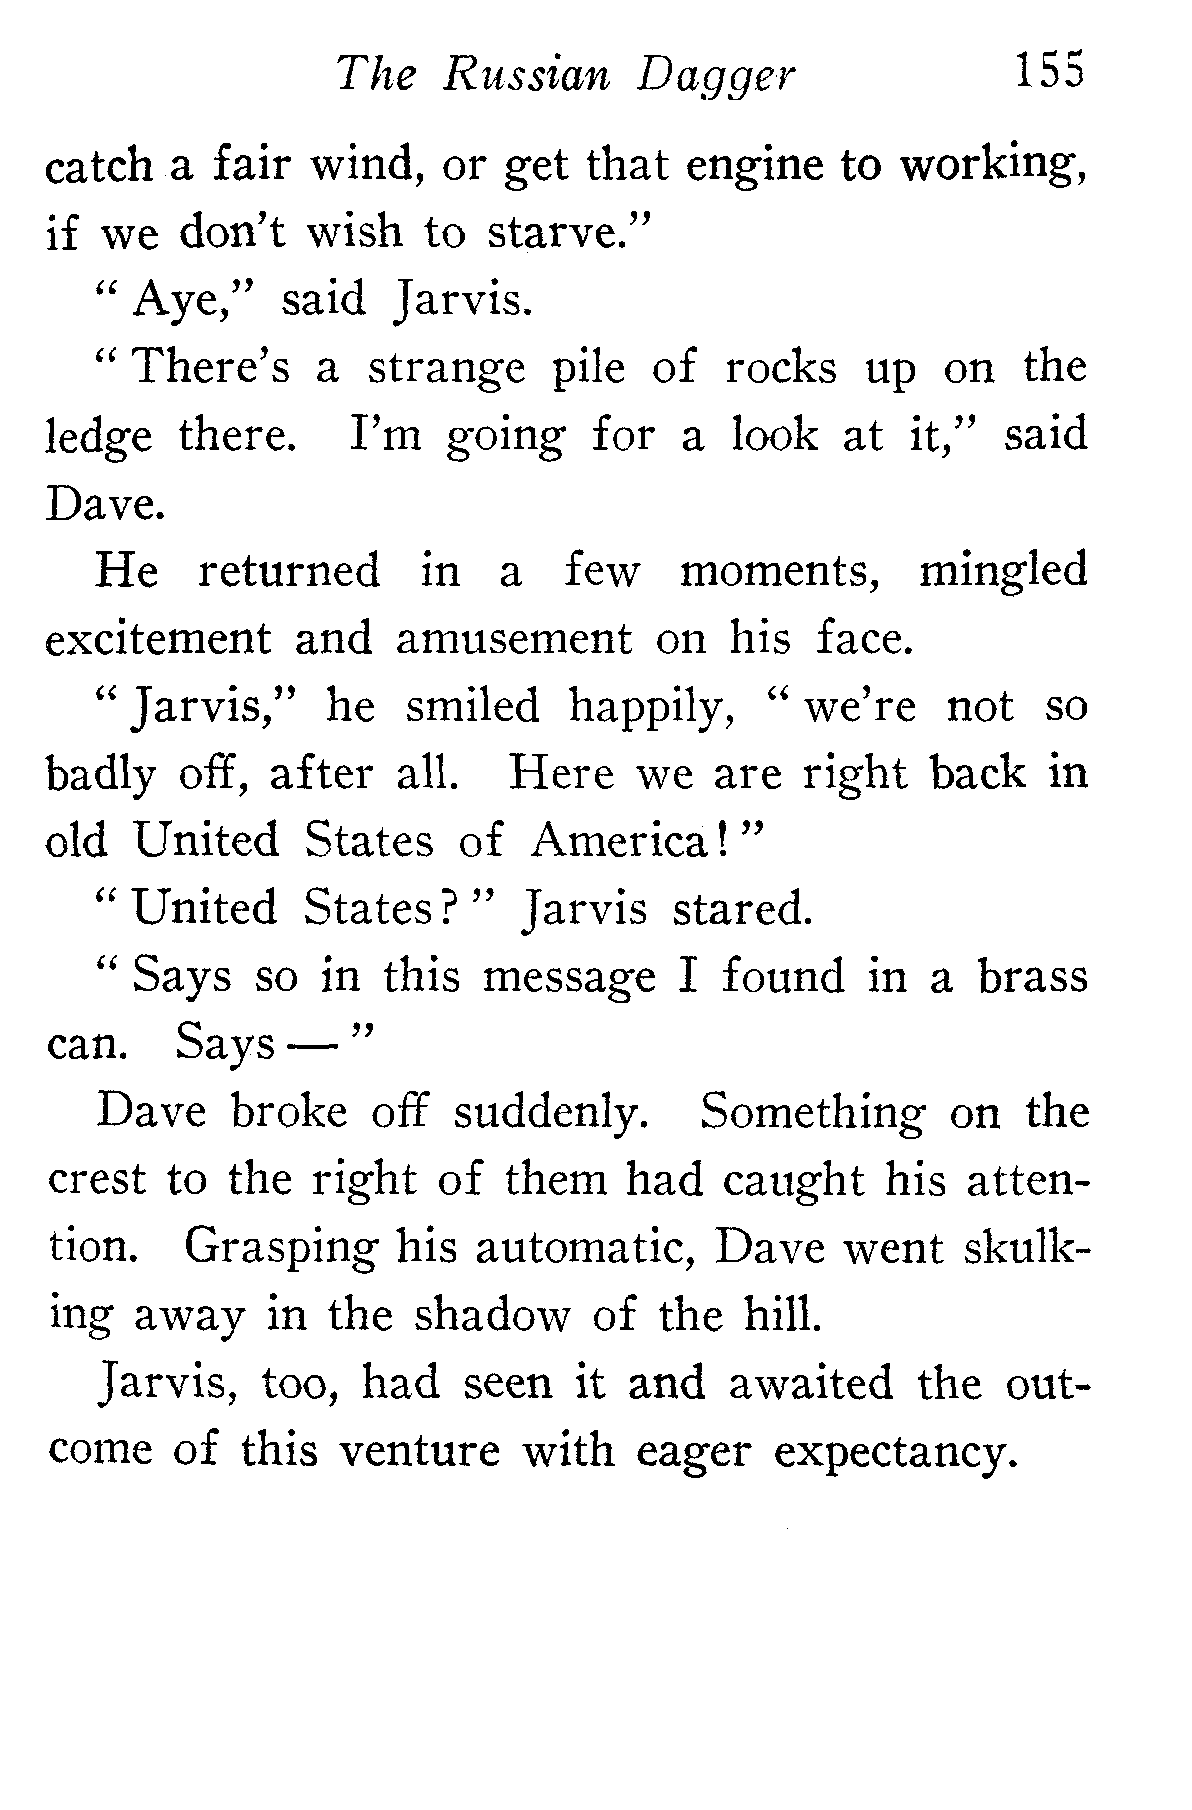 The Russian Dagger 155
catch a fair wind, or get that engine to working,
if we don't wish to starve.”
“ Aye,” said Jarvis.
“ There's a strange pile of rocks up on the
ledge there. I'm going for a look at it,” said
Dave.
He returned in a few moments, mingled
excitement and amusement on his face.
“ Jarvis,” he smiled happily, “ we're not so
badly off, after all. Here we are right back in
old United States of America! ”
“ United States? ” Jarvis stared.
“ Says so in this message I found in a brass
can. Says — ”
Dave broke off suddenly. Something on the
crest to the right of them had caught his atten-
tion. Grasping his automatic, Dave went skulk-
ing away in the shadow of the hill.
Jarvis, too, had seen it and awaited the out-
come of this venture with eager expectancy.